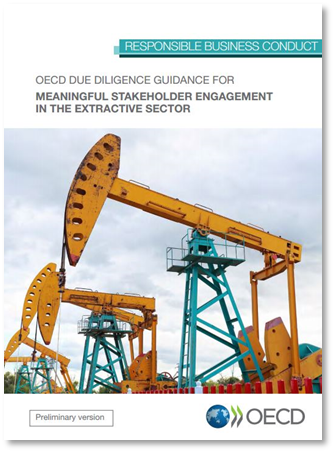 RESPONSIBLE BUSINESS CONDUCT
OECD DUE DILIGENCE GUIDANCE FOR
MEANINGFUL STAKEHOLDER ENGAGEMENT
IN THE EXTRACTIVE SECTOR
Preliminary version
OECD